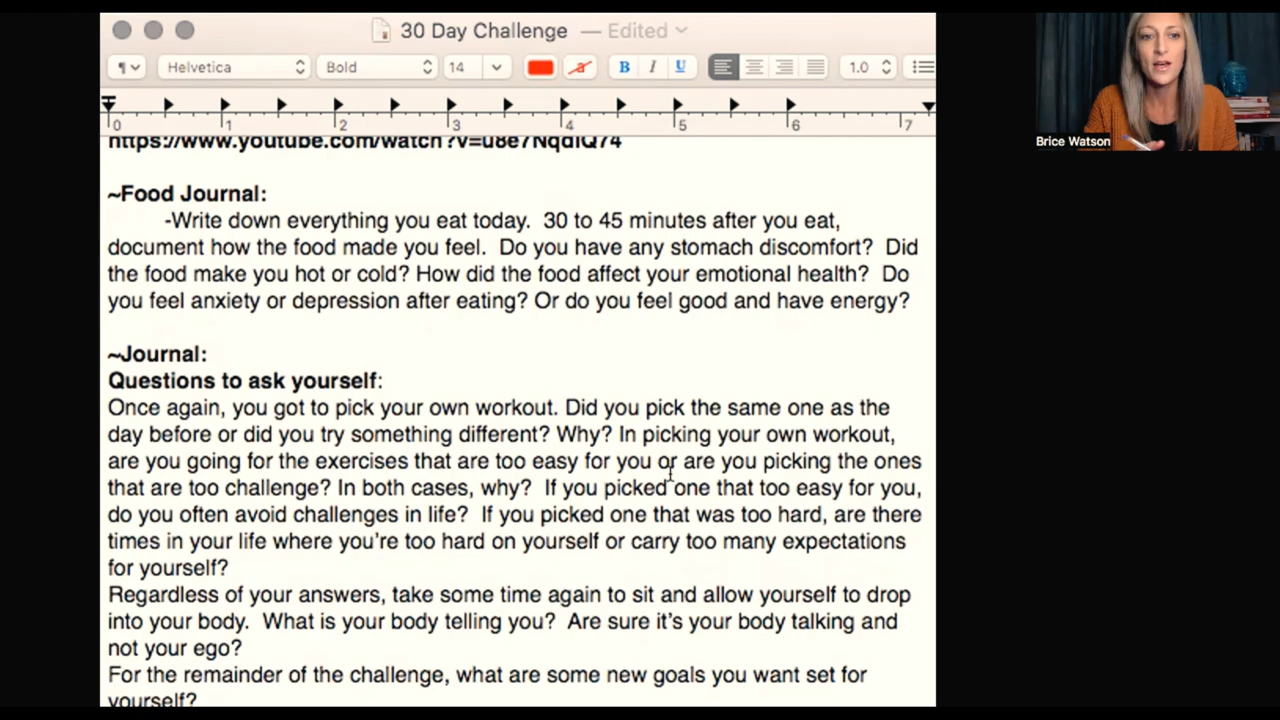 30 Day Challenge — Edited
Helvetica Bold 14 B I U 1.0
0 1 2 3 4 5 6 7
~Food Journal:
-Write down everything you eat today.  30 to 45 minutes after you eat,
document how the food made you feel.  Do you have any stomach discomfort?  Did
the food make you hot or cold? How did the food affect your emotional health?  Do
you feel anxiety or depression after eating? Or do you feel good and have energy?
~Journal:
Questions to ask yourself:
Once again, you got to pick your own workout. Did you pick the same one as the
day before or did you try something different? Why? In picking your own workout,
are you going for the exercises that are too easy for you or are you picking the ones
that are too challenge? In both cases, why?  If you picked one that too easy for you,
do you often avoid challenges in life?  If you picked one that was too hard, are there
times in your life where you're too hard on yourself or carry too many expectations
for yourself?
Regardless of your answers, take some time again to sit and allow yourself to drop
into your body.  What is your body telling you?  Are sure it's your body talking and
not your ego?
For the remainder of the challenge, what are some new goals you want set for
yourself?
Brice Watson